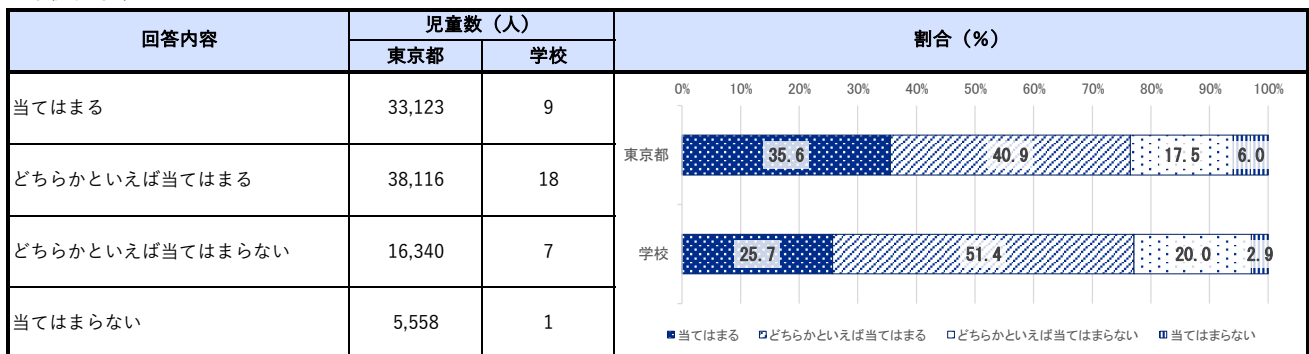 回答内容 児童数（人） 割合（％）
東京都 学校
当てはまる 33,123 9
どちらかといえば当てはまる 38,116 18
どちらかといえば当てはまらない 16,340 7
当てはまらない 5,558 1
0% 10% 20% 30% 40% 50% 60% 70% 80% 90% 100%
東京都 35.6 40.9 17.5 6.0
学校 25.7 51.4 20.0 2.9
当てはまる どちらかといえば当てはまる どちらかといえば当てはまらない 当てはまらない